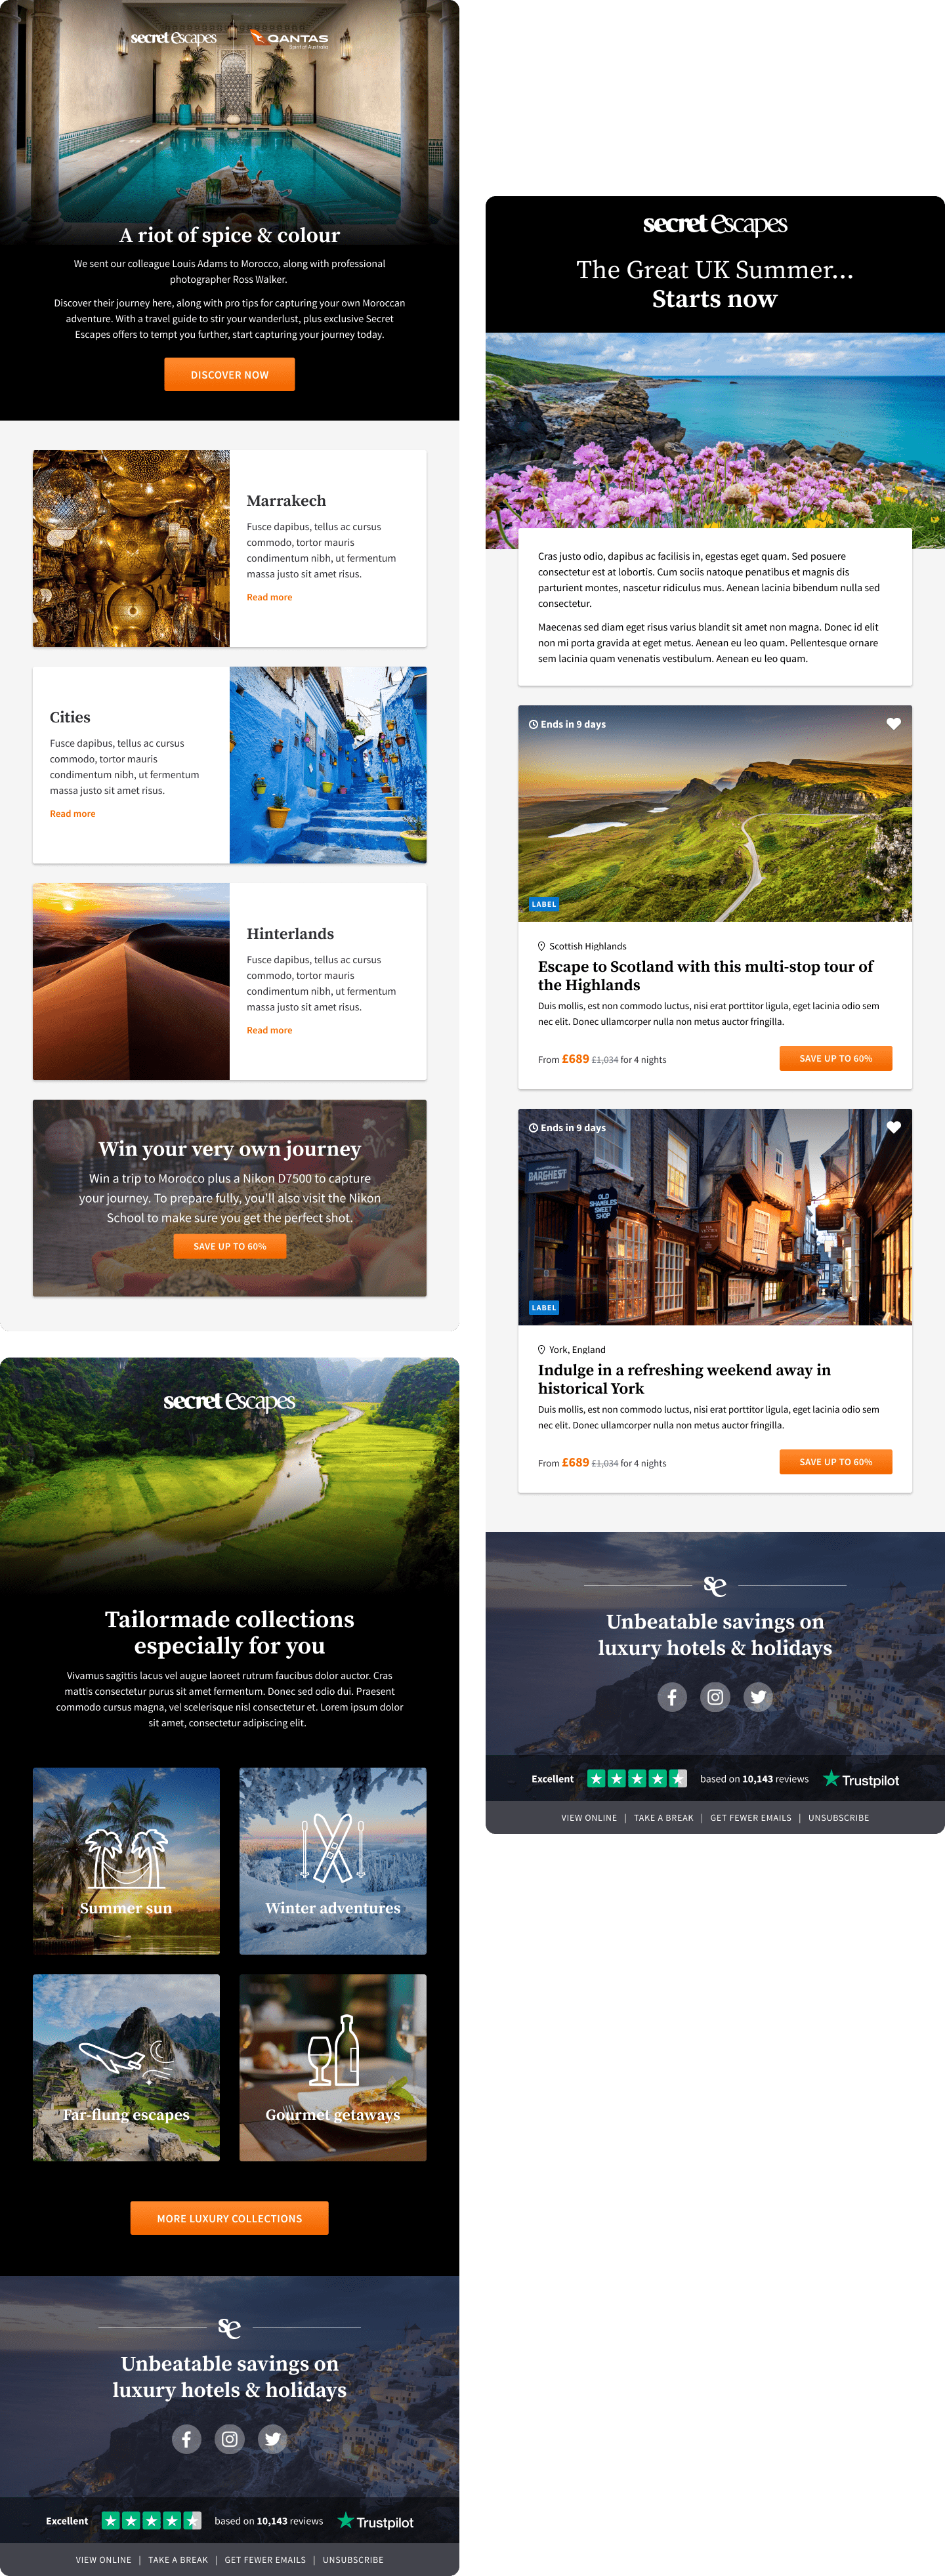 secret escapes
QANTAS
Spirit of Australia
A riot of spice & colour
We sent our colleague Louis Adams to Morocco, along with professional
photographer Ross Walker.
Discover their journey here, along with pro tips for capturing your own Moroccan
adventure. With a travel guide to stir your wanderlust, plus exclusive Secret
Escapes offers to tempt you further, start capturing your journey today.
DISCOVER NOW
Marrakech
Fusce dapibus, tellus ac cursus
commodo, tortor mauris
condimentum nibh, ut fermentum
massa justo sit amet risus.
Read more
Cities
Fusce dapibus, tellus ac cursus
commodo, tortor mauris
condimentum nibh, ut fermentum
massa justo sit amet risus.
Read more
Hinterlands
Fusce dapibus, tellus ac cursus
commodo, tortor mauris
condimentum nibh, ut fermentum
massa justo sit amet risus.
Read more
Win your very own journey
Win a trip to Morocco plus a Nikon D7500 to capture
your journey. To prepare fully, you'll also visit the Nikon
School to make sure you get the perfect shot.
SAVE UP TO 60%
secret escapes
Tailormade collections
especially for you
Vivamus sagittis lacus vel augue laoreet rutrum faucibus dolor auctor. Cras
mattis consectetur purus sit amet fermentum. Donec sed odio dui. Praesent
commodo cursus magna, vel scelerisque nisl consectetur et. Lorem ipsum dolor
sit amet, consectetur adipiscing elit.
Summer sun
Winter adventures
Far-flung escapes
Gourmet getaways
MORE LUXURY COLLECTIONS
se
Unbeatable savings on
luxury hotels & holidays
Excellent based on 10,143 reviews Trustpilot
VIEW ONLINE | TAKE A BREAK | GET FEWER EMAILS | UNSUBSCRIBE
secret escapes
The Great UK Summer...
Starts now
Cras justo odio, dapibus ac facilisis in, egestas eget quam. Sed posuere
consectetur est at lobortis. Cum sociis natoque penatibus et magnis dis
parturient montes, nascetur ridiculus mus. Aenean lacinia bibendum nulla sed
consectetur.
Maecenas sed diam eget risus varius blandit sit amet non magna. Donec id elit
non mi porta gravida at eget metus. Aenean eu leo quam. Pellentesque ornare
sem lacinia quam venenatis vestibulum. Aenean eu leo quam.
Ends in 9 days
LABEL
Scottish Highlands
Escape to Scotland with this multi-stop tour of
the Highlands
Duis mollis, est non commodo luctus, nisi erat porttitor ligula, eget lacinia odio sem
nec elit. Donec ullamcorper nulla non metus auctor fringilla.
From £689 £1,034 for 4 nights
SAVE UP TO 60%
Ends in 9 days
BARGHEST
OLD
SHAMBLES
SWEET
SHOP
LABEL
York, England
Indulge in a refreshing weekend away in
historical York
Duis mollis, est non commodo luctus, nisi erat porttitor ligula, eget lacinia odio sem
nec elit. Donec ullamcorper nulla non metus auctor fringilla.
From £689 £1,034 for 4 nights
SAVE UP TO 60%
se
Unbeatable savings on
luxury hotels & holidays
Excellent based on 10,143 reviews Trustpilot
VIEW ONLINE | TAKE A BREAK | GET FEWER EMAILS | UNSUBSCRIBE